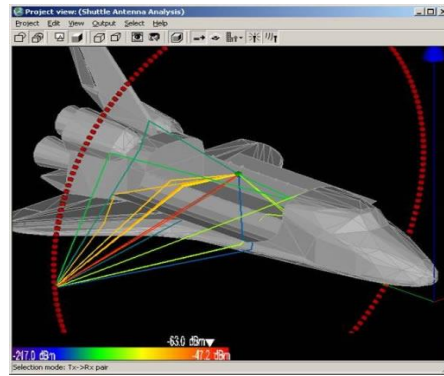 Project view: (Shuttle Antenna Analysis)
Project Edit View Output Select Help
-63.0 dBm
-217.0 dBm -47.2 dBm
Selection mode: Tx->Rx pair